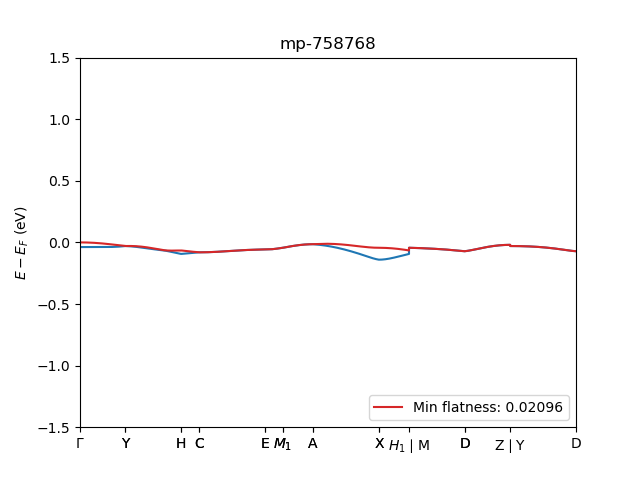 mp-758768
1.5
1.0
0.5
0.0
−0.5
−1.0
−1.5
E − E_F (eV)
Min flatness: 0.02096
Γ Y H C E M_1 A X H_1 | M D Z | Y D